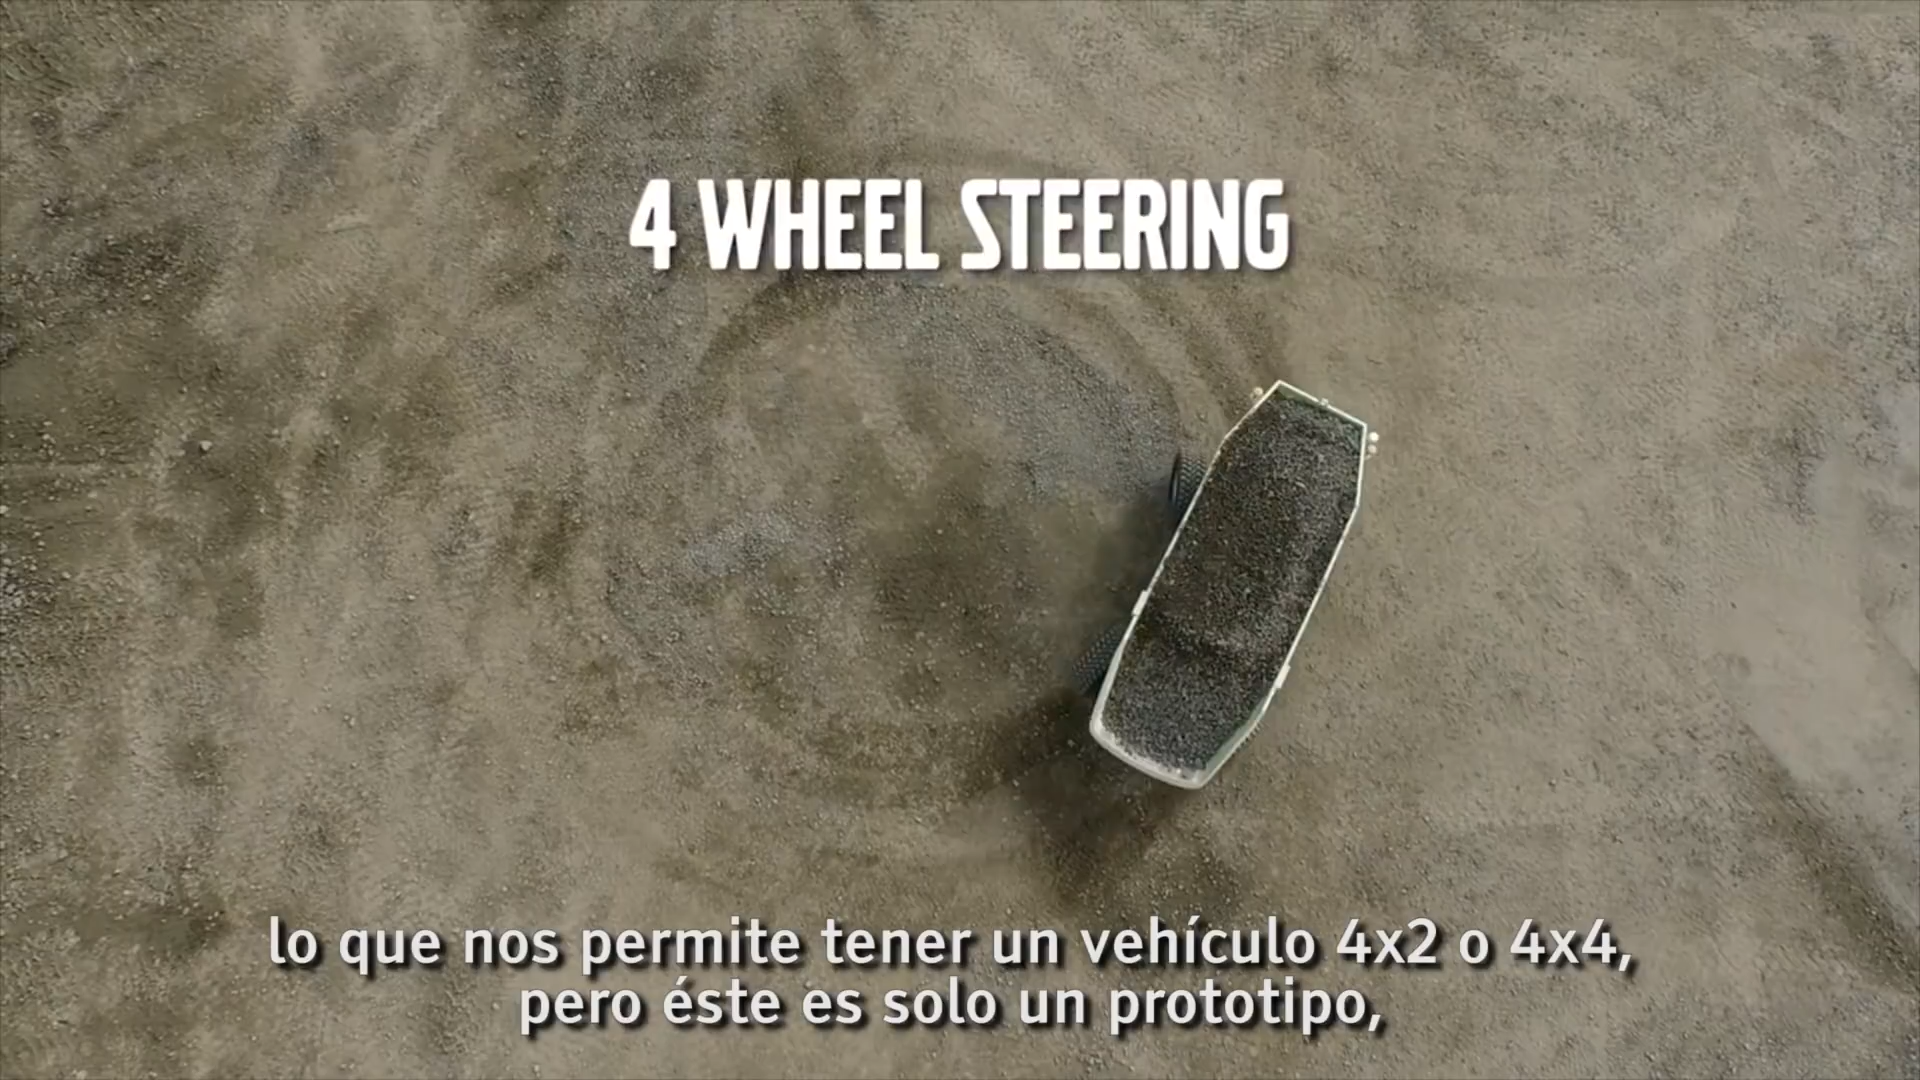 4 WHEEL STEERING
lo que nos permite tener un vehículo 4x2 o 4x4,
pero éste es solo un prototipo,